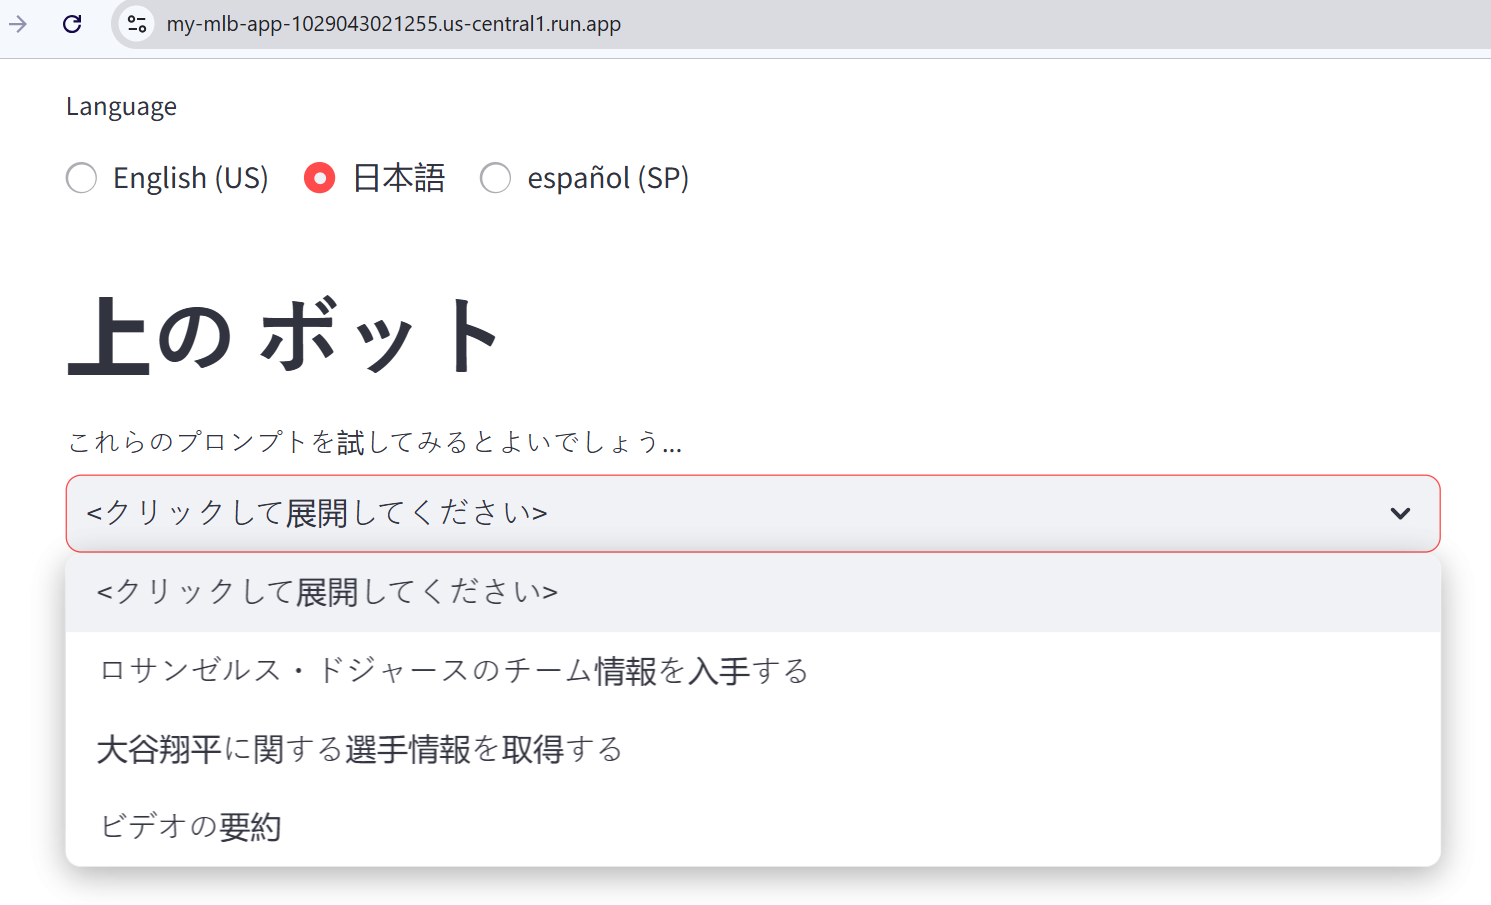 my-mlb-app-1029043021255.us-central1.run.app
Language
English (US) 日本語 español (SP)
上の ボット
これらのプロンプトを試してみるとよいでしょう...
<クリックして展開してください>
<クリックして展開してください>
ロサンゼルス・ドジャースのチーム情報を入手する
大谷翔平に関する選手情報を取得する
ビデオの要約